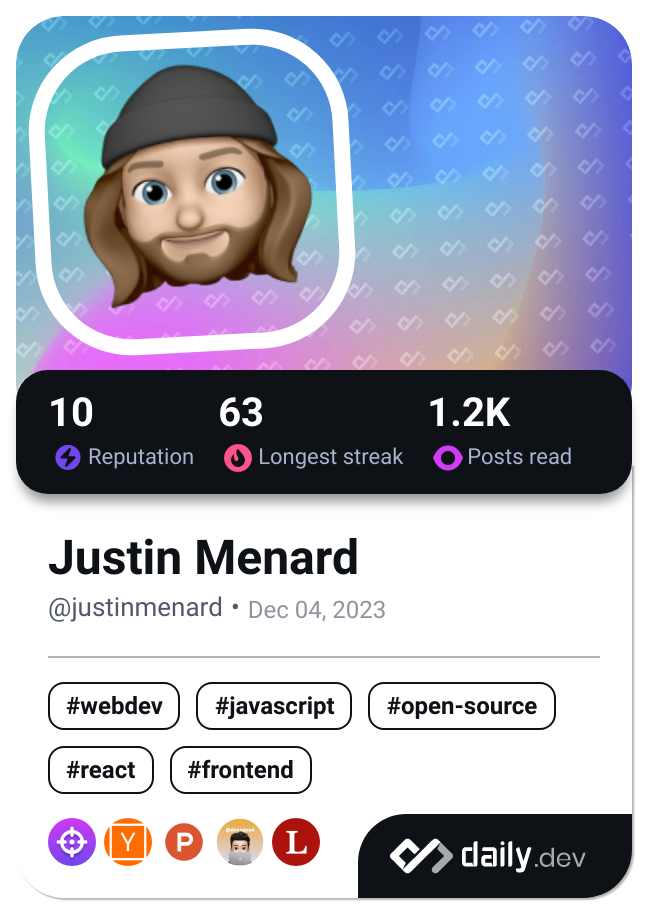 10 63 1.2K
Reputation Longest streak Posts read
Justin Menard
@justinmenard • Dec 04, 2023
#webdev #javascript #open-source
#react #frontend
Y P L
daily.dev